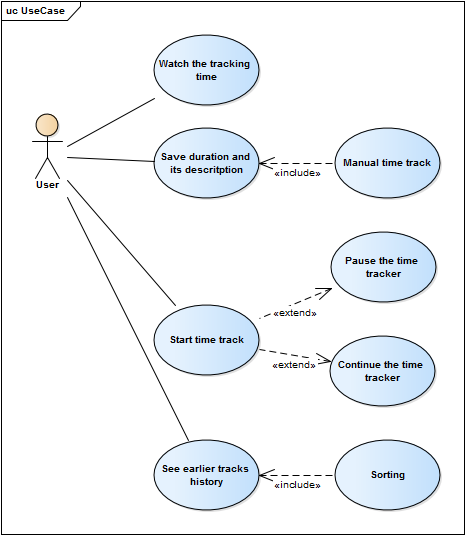 uc UseCase
Watch the tracking
time
User
Save duration and
its descritption
Manual time track
«include»
Pause the time
tracker
«extend»
Start time track
«extend»
Continue the time
tracker
See earlier tracks
history
Sorting
«include»